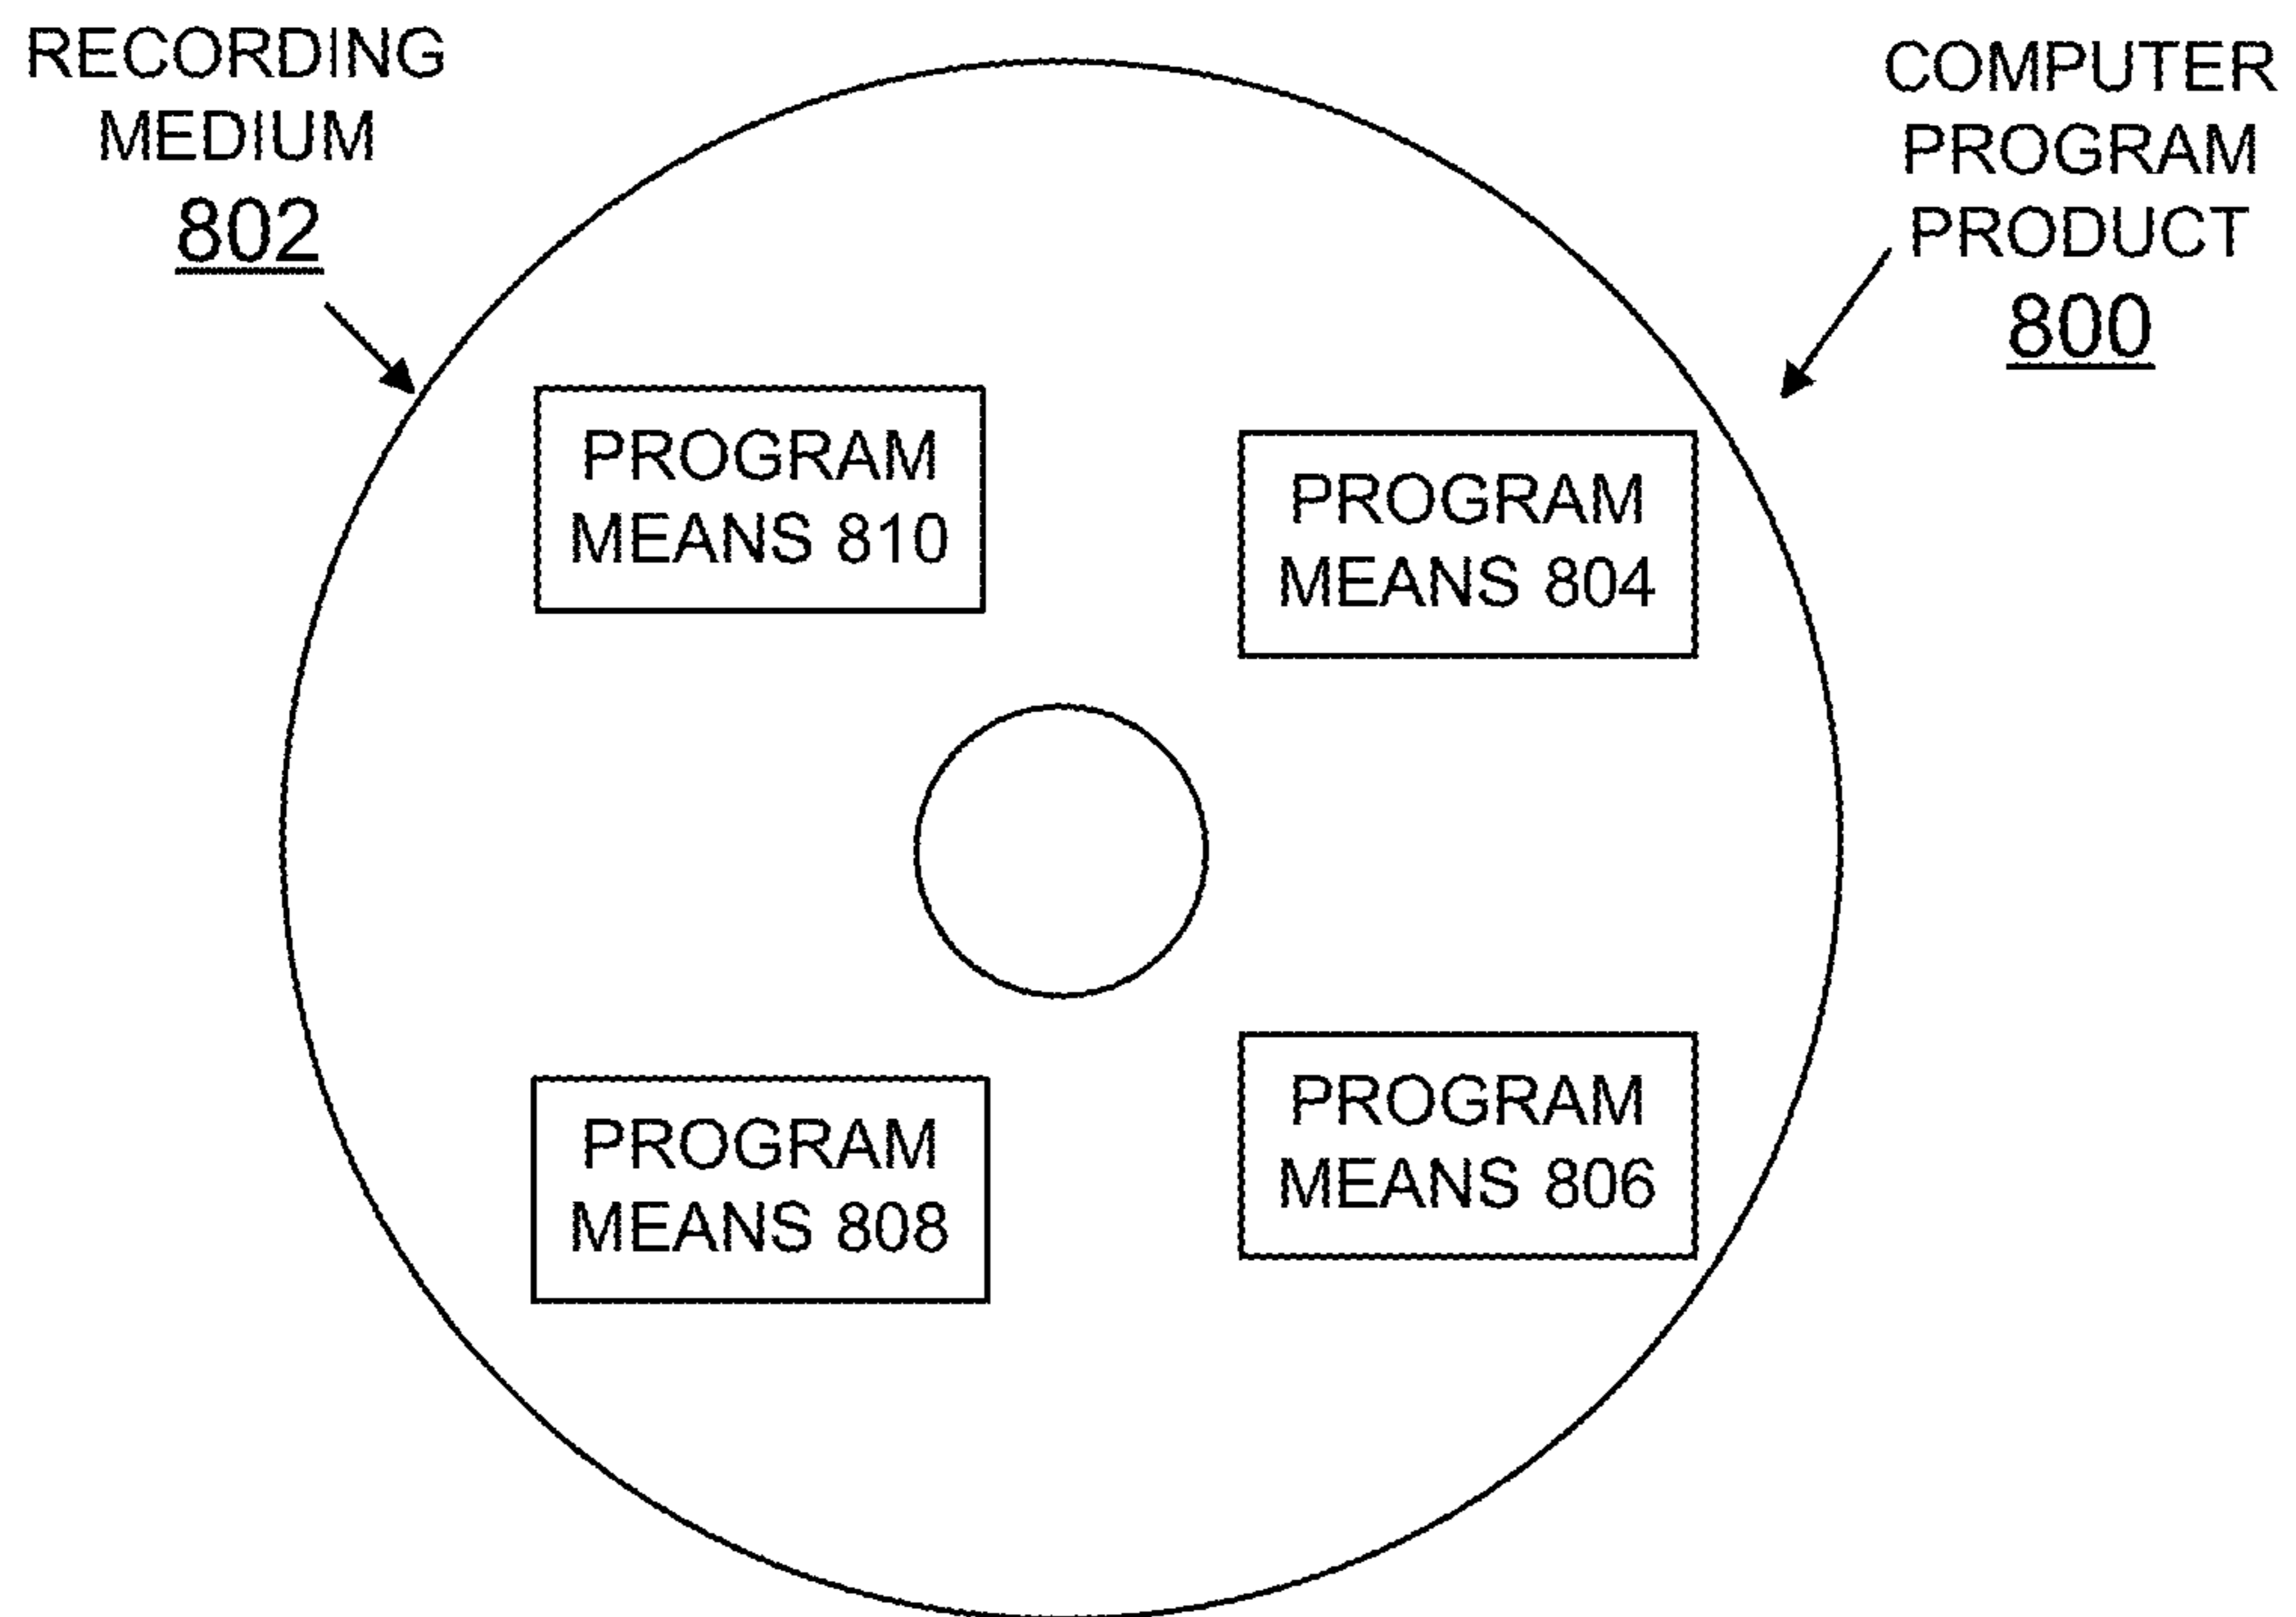 RECORDING
MEDIUM
802
COMPUTER
PROGRAM
PRODUCT
800
PROGRAM
MEANS 810
PROGRAM
MEANS 804
PROGRAM
MEANS 808
PROGRAM
MEANS 806